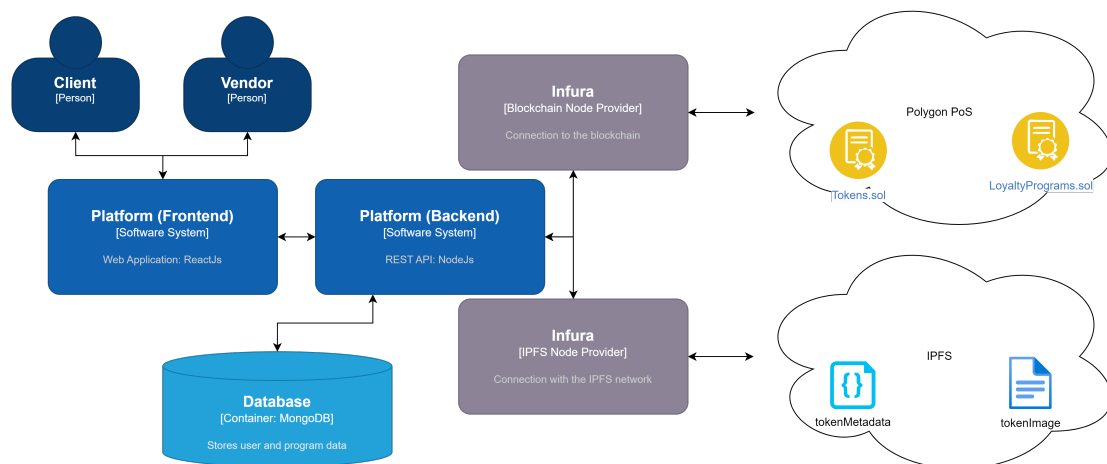 Client
[Person]
Vendor
[Person]
Infura
[Blockchain Node Provider]
Connection to the blockchain
Polygon PoS
Tokens.sol
LoyaltyPrograms.sol
Platform (Frontend)
[Software System]
Web Application: ReactJs
Platform (Backend)
[Software System]
REST API: NodeJs
Infura
[IPFS Node Provider]
Connection with the IPFS network
IPFS
{}
tokenMetadata
tokenImage
Database
[Container: MongoDB]
Stores user and program data